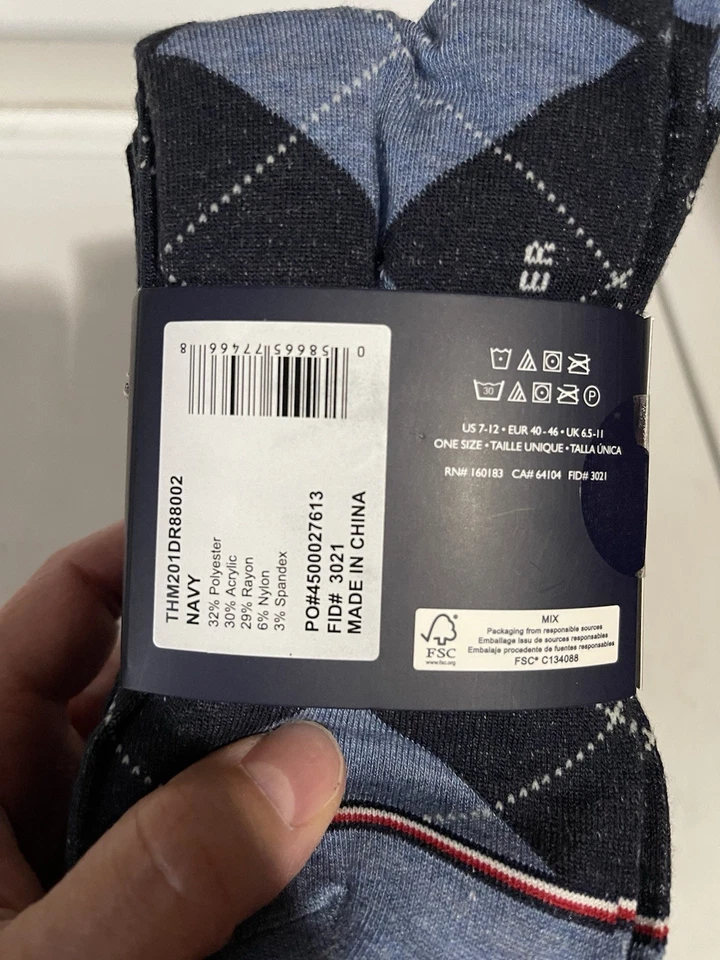 ER
0 58665 77466 8
THM201DR88002
NAVY
32% Polyester
30% Acrylic
29% Rayon
6% Nylon
3% Spandex
PO#4500027613
FID# 3021
MADE IN CHINA
30
P
US 7-12 • EUR 40-46 • UK 6.5-11
ONE SIZE • TAILLE UNIQUE • TALLA ÚNICA
RN# 160183 CA# 64104 FID# 3021
FSC
www.fsc.org
MIX
Packaging from responsible sources
Emballage issu de sources responsables
Embalaje procedente de fuentes responsables
FSC® C134088